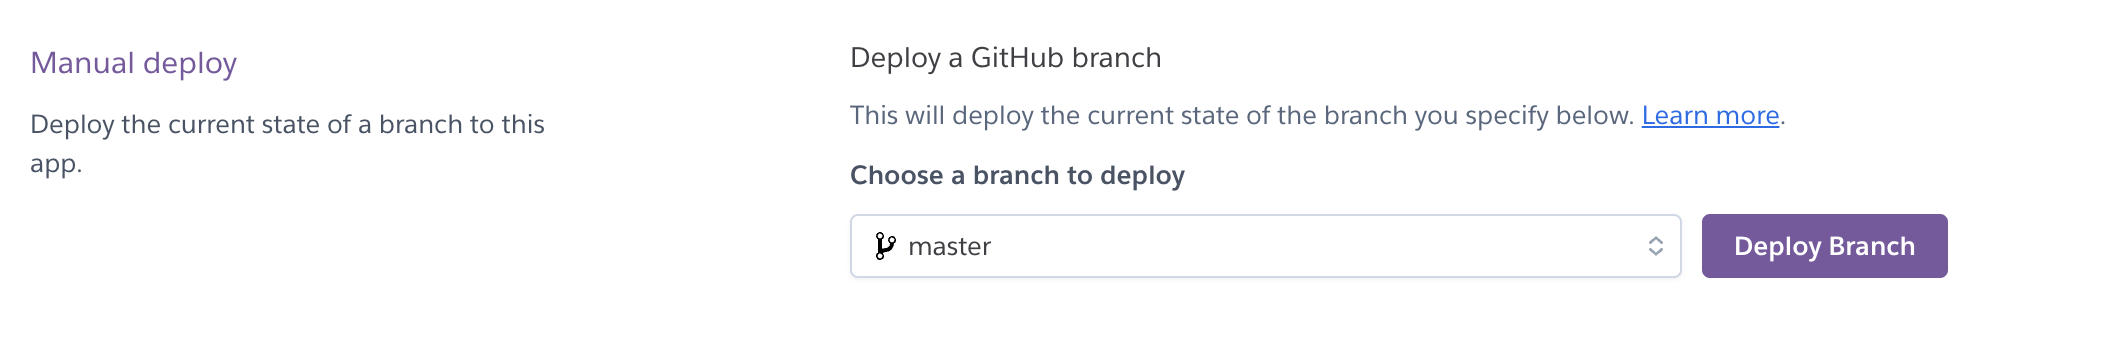 Manual deploy
Deploy the current state of a branch to this
app.
Deploy a GitHub branch
This will deploy the current state of the branch you specify below. Learn more.
Choose a branch to deploy
master
Deploy Branch